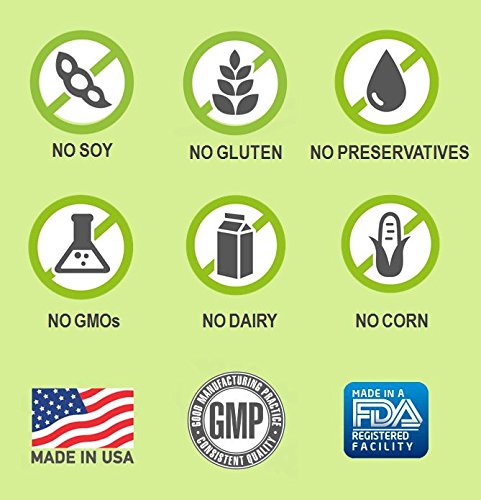 NO SOY
NO GLUTEN
NO PRESERVATIVES
NO GMOs
NO DAIRY
NO CORN
MADE IN USA
GOOD MANUFACTURING PRACTICE
GMP
CONSISTENT QUALITY
MADE IN A
FDA
REGISTERED
FACILITY